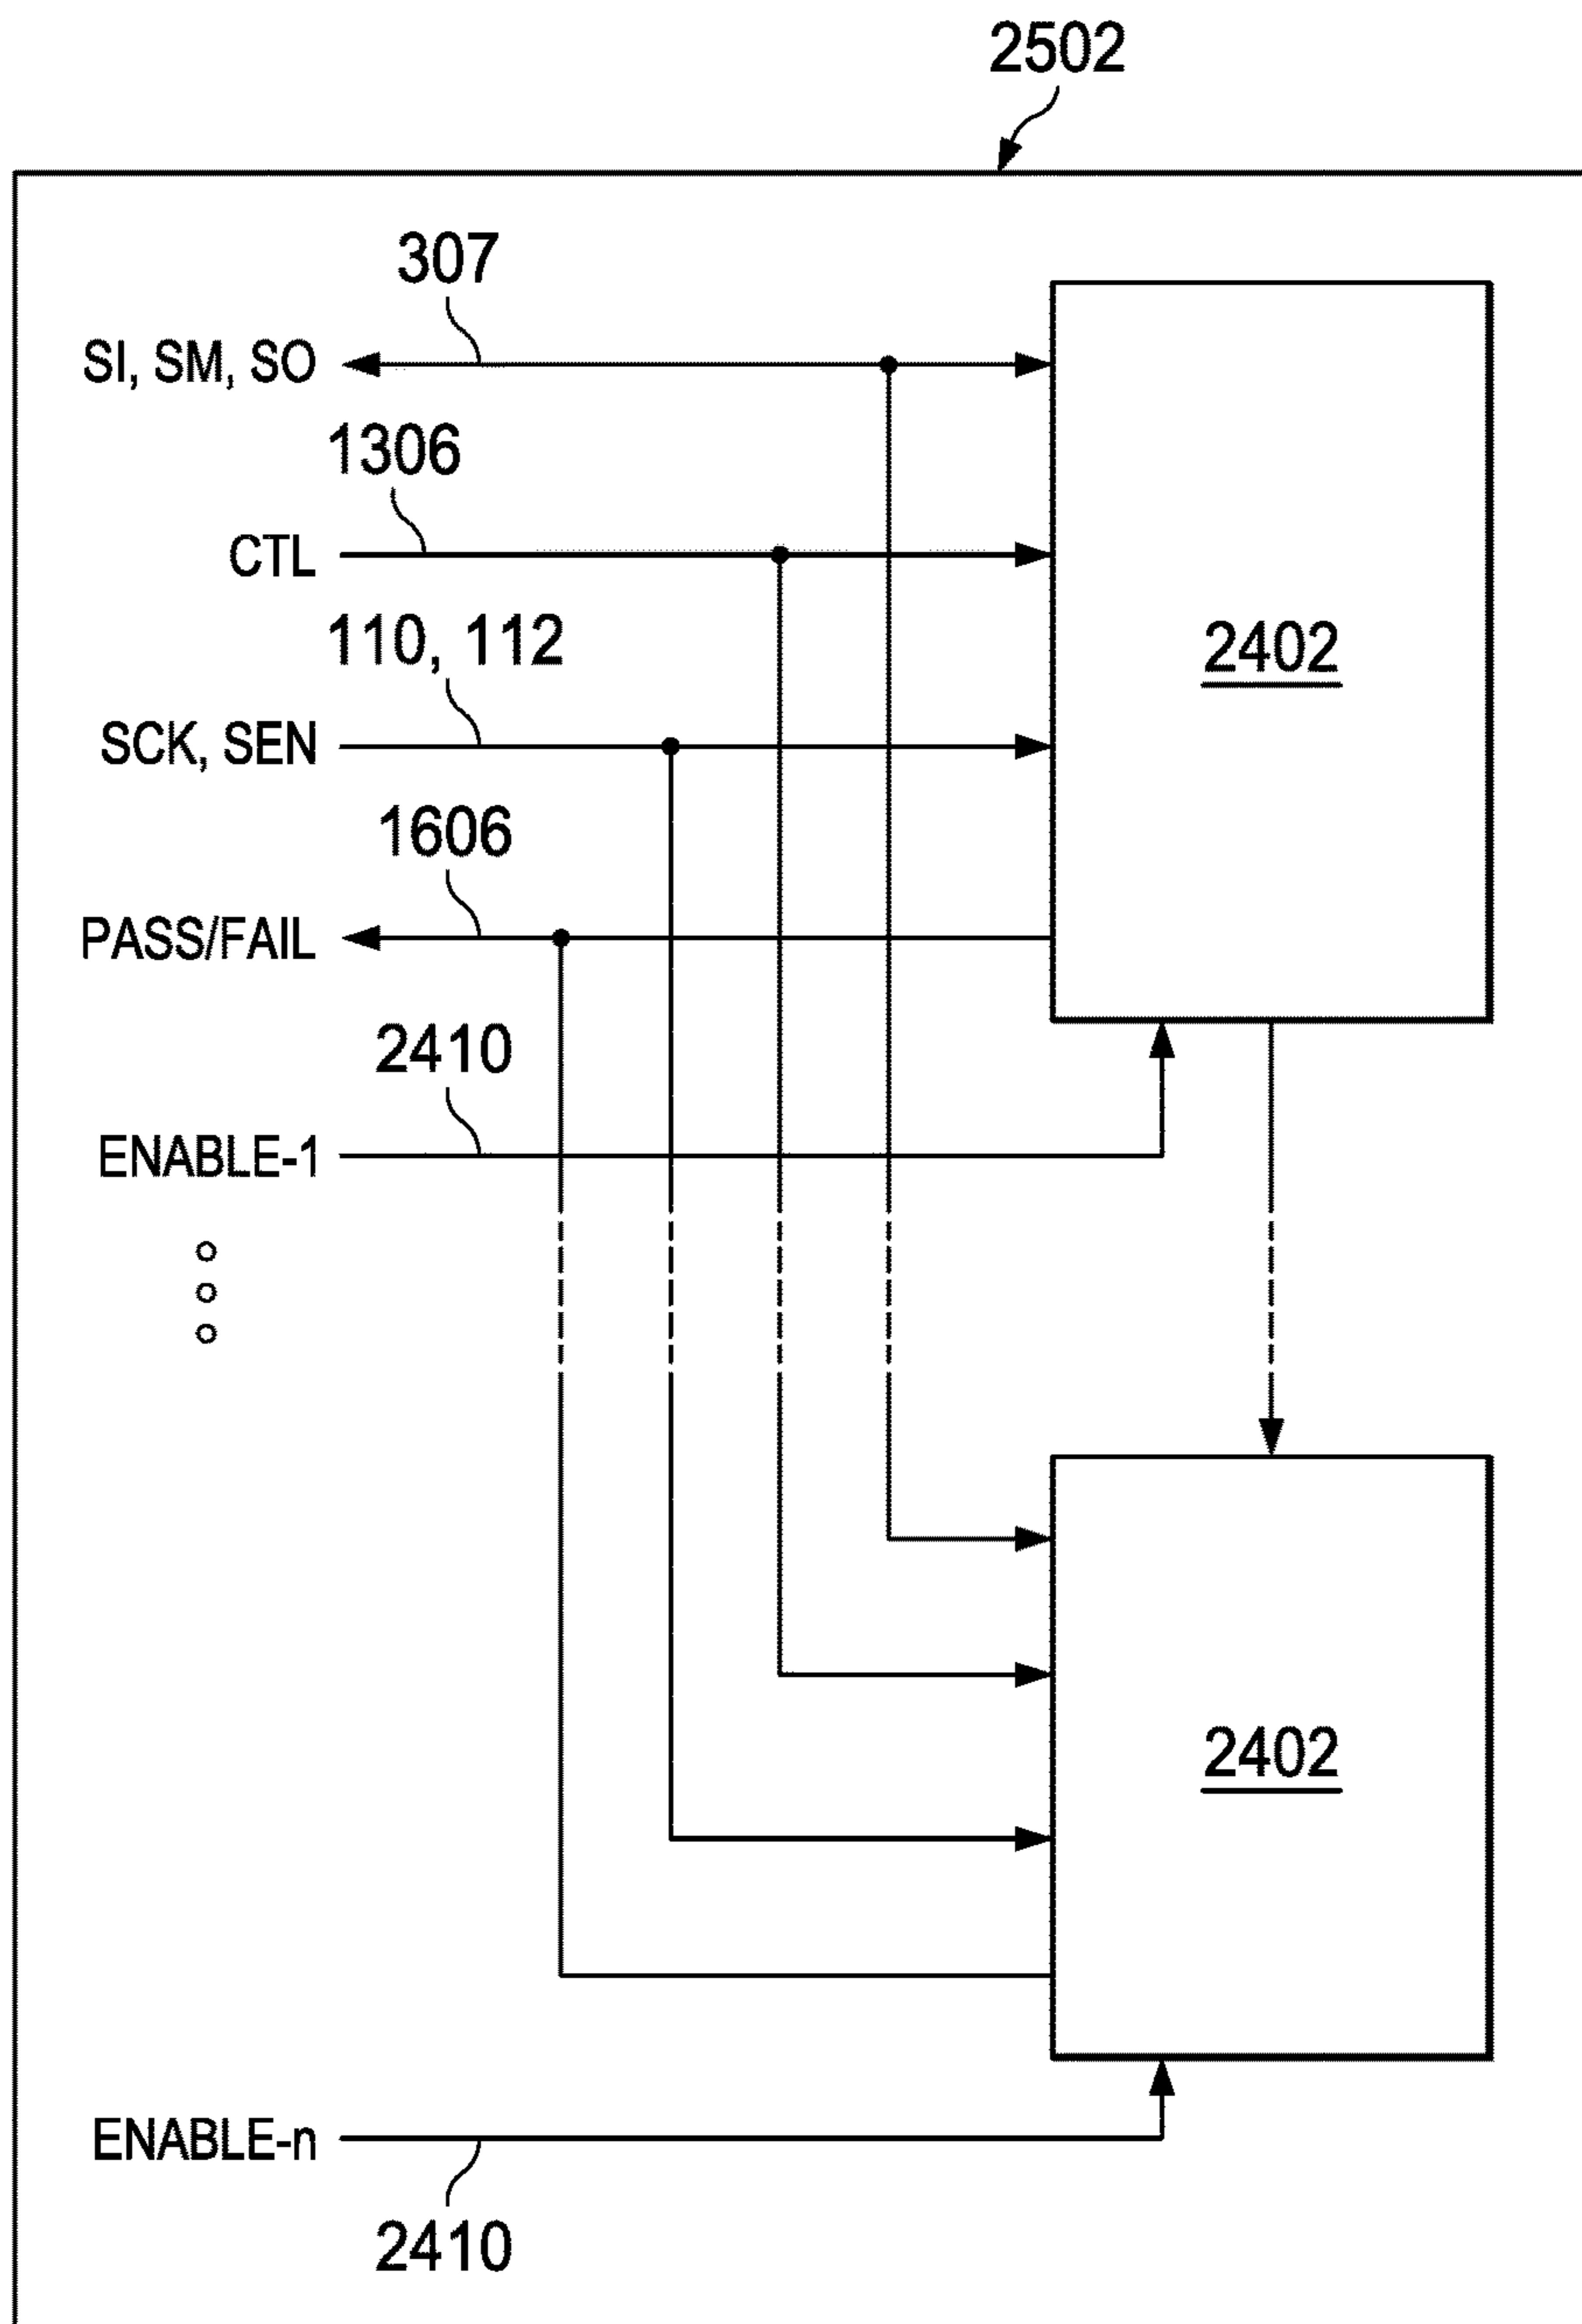 2502
307
SI, SM, SO
1306
CTL
110, 112
2402
SCK, SEN
1606
PASS/FAIL
2410
ENABLE-1
2402
ENABLE-n
2410